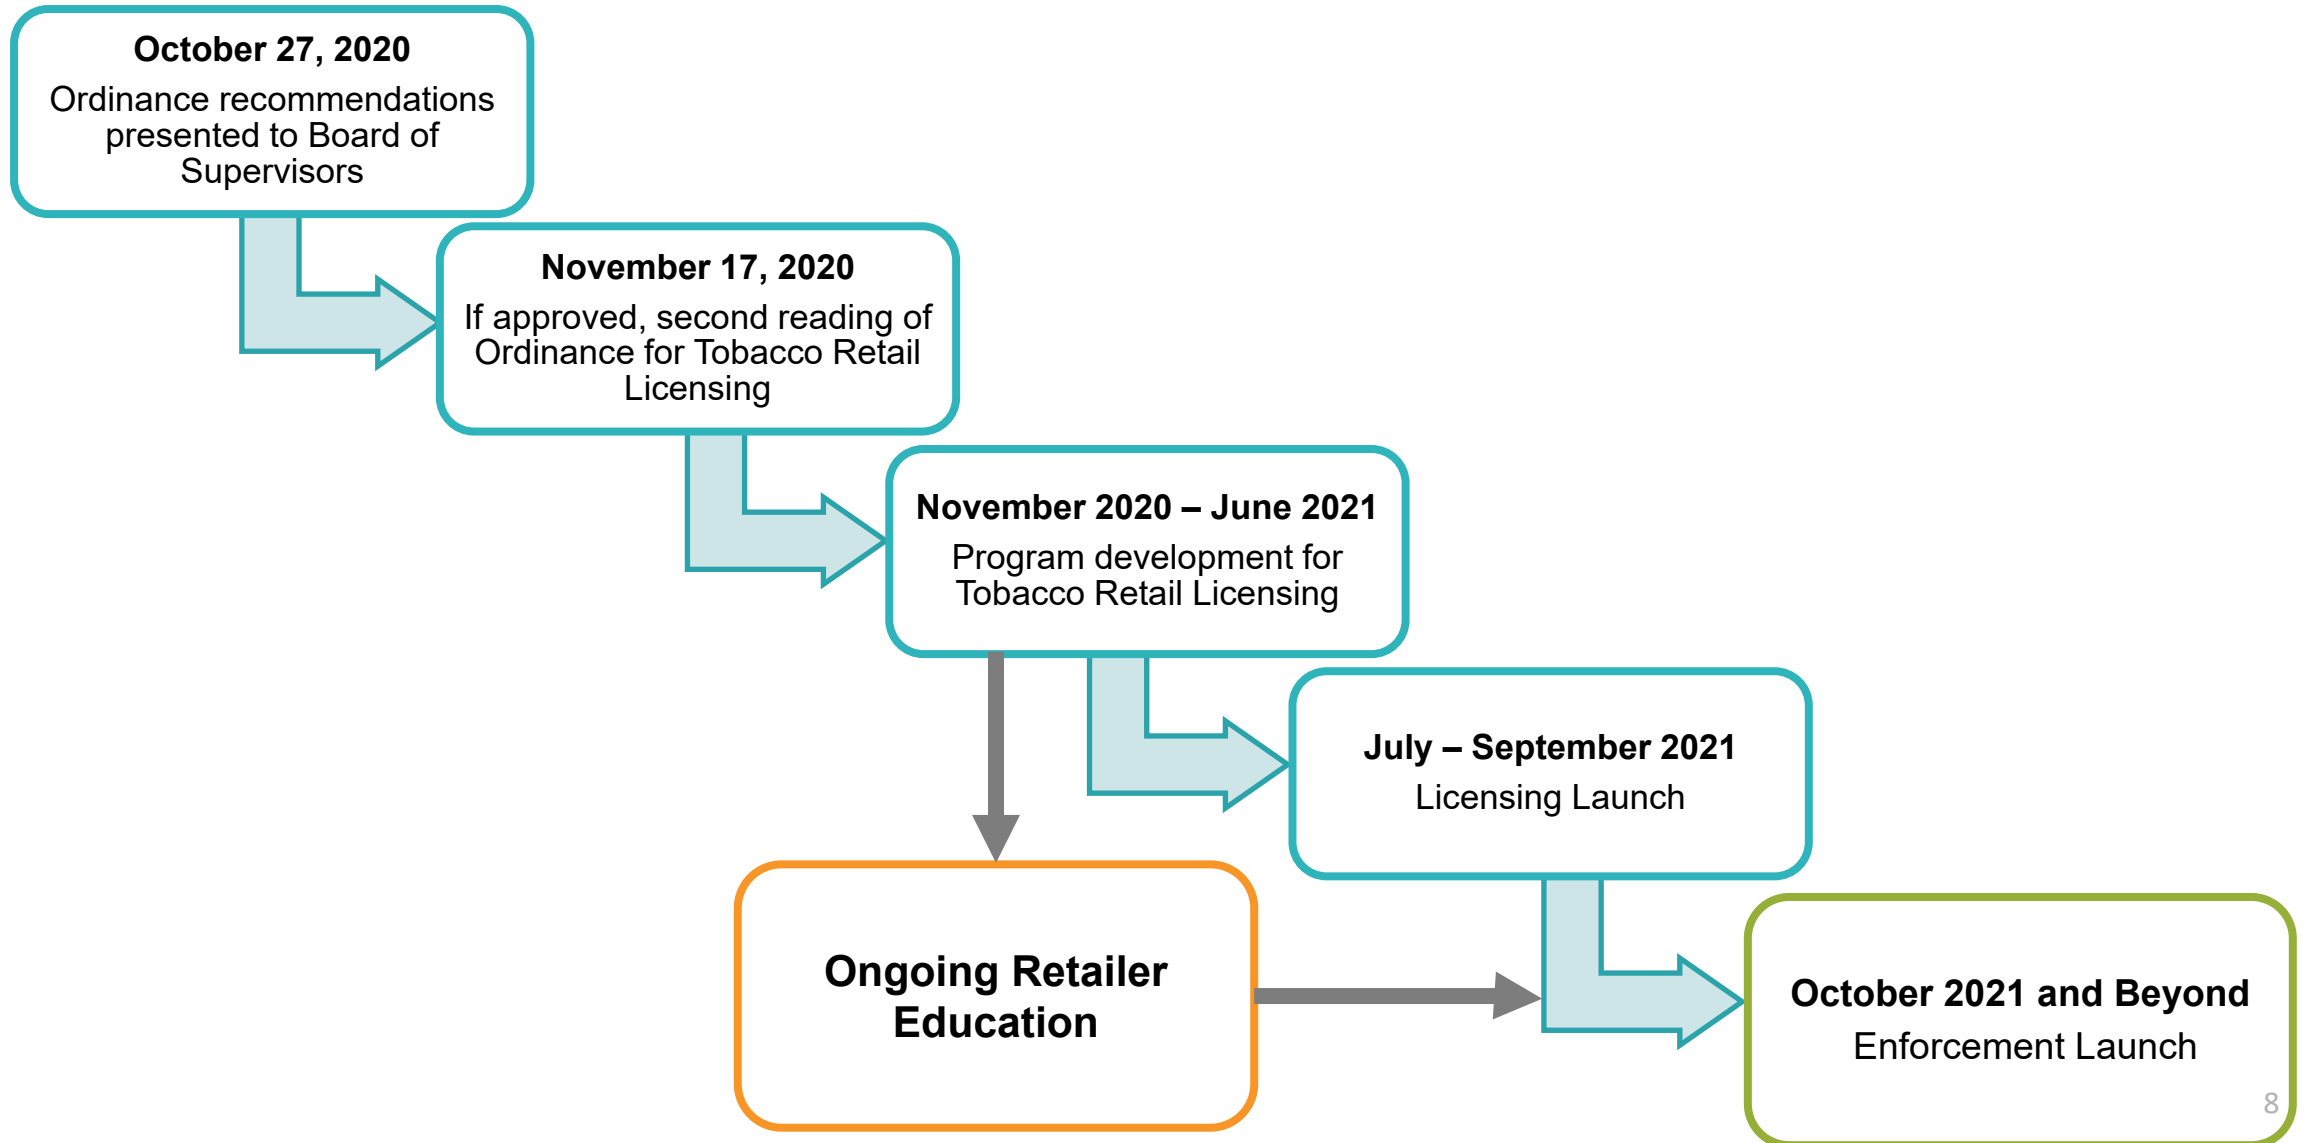 October 27, 2020
Ordinance recommendations
presented to Board of
Supervisors
November 17, 2020
If approved, second reading of
Ordinance for Tobacco Retail
Licensing
November 2020 – June 2021
Program development for
Tobacco Retail Licensing
July – September 2021
Licensing Launch
Ongoing Retailer
Education
October 2021 and Beyond
Enforcement Launch
8